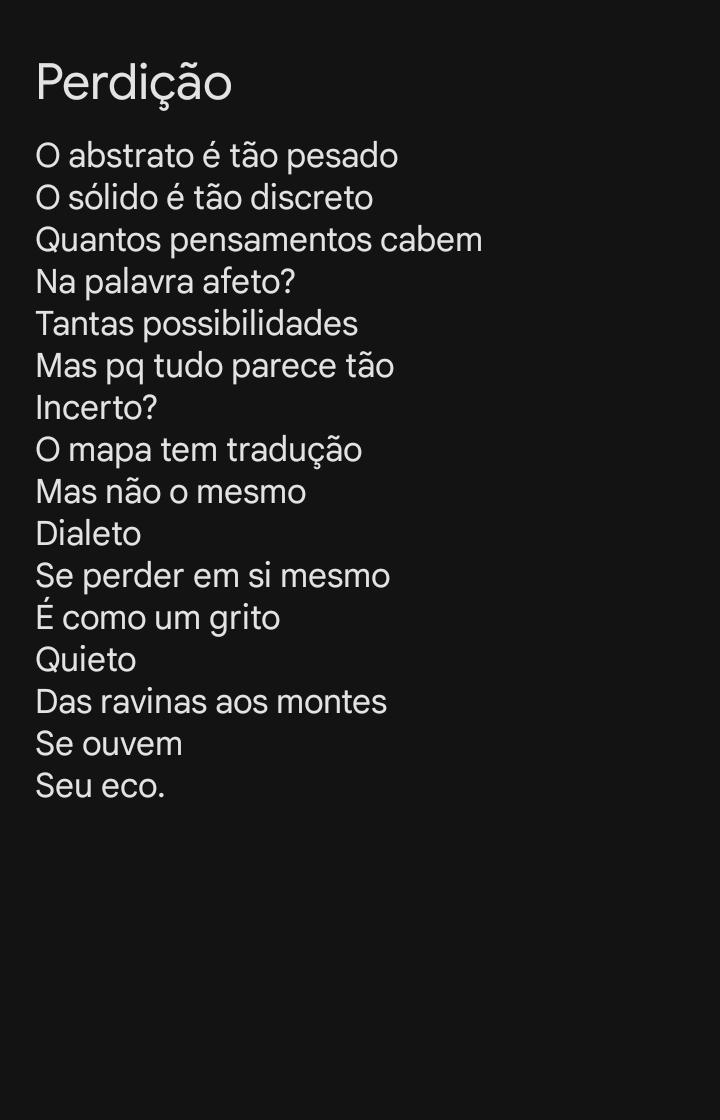 Perdição
O abstrato é tão pesado
O sólido é tão discreto
Quantos pensamentos cabem
Na palavra afeto?
Tantas possibilidades
Mas pq tudo parece tão
Incerto?
O mapa tem tradução
Mas não o mesmo
Dialeto
Se perder em si mesmo
É como um grito
Quieto
Das ravinas aos montes
Se ouvem
Seu eco.